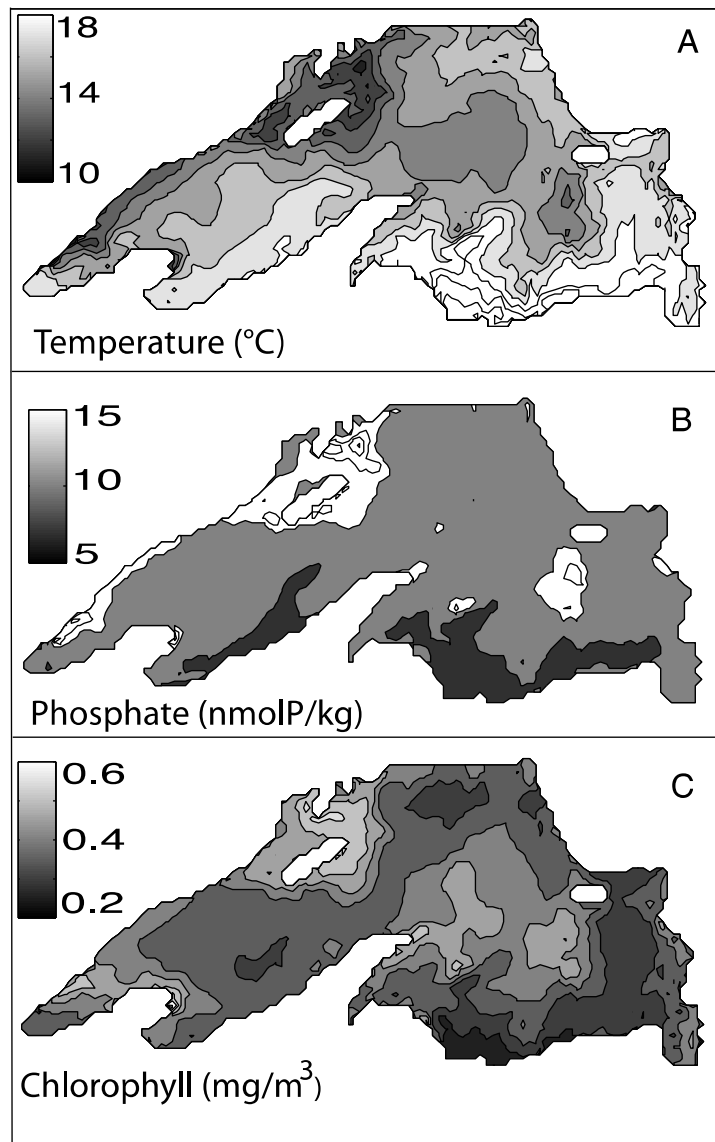 18
A
14
10
Temperature (°C)
15
B
10
5
Phosphate (nmolP/kg)
0.6
C
0.4
0.2
Chlorophyll (mg/m³)